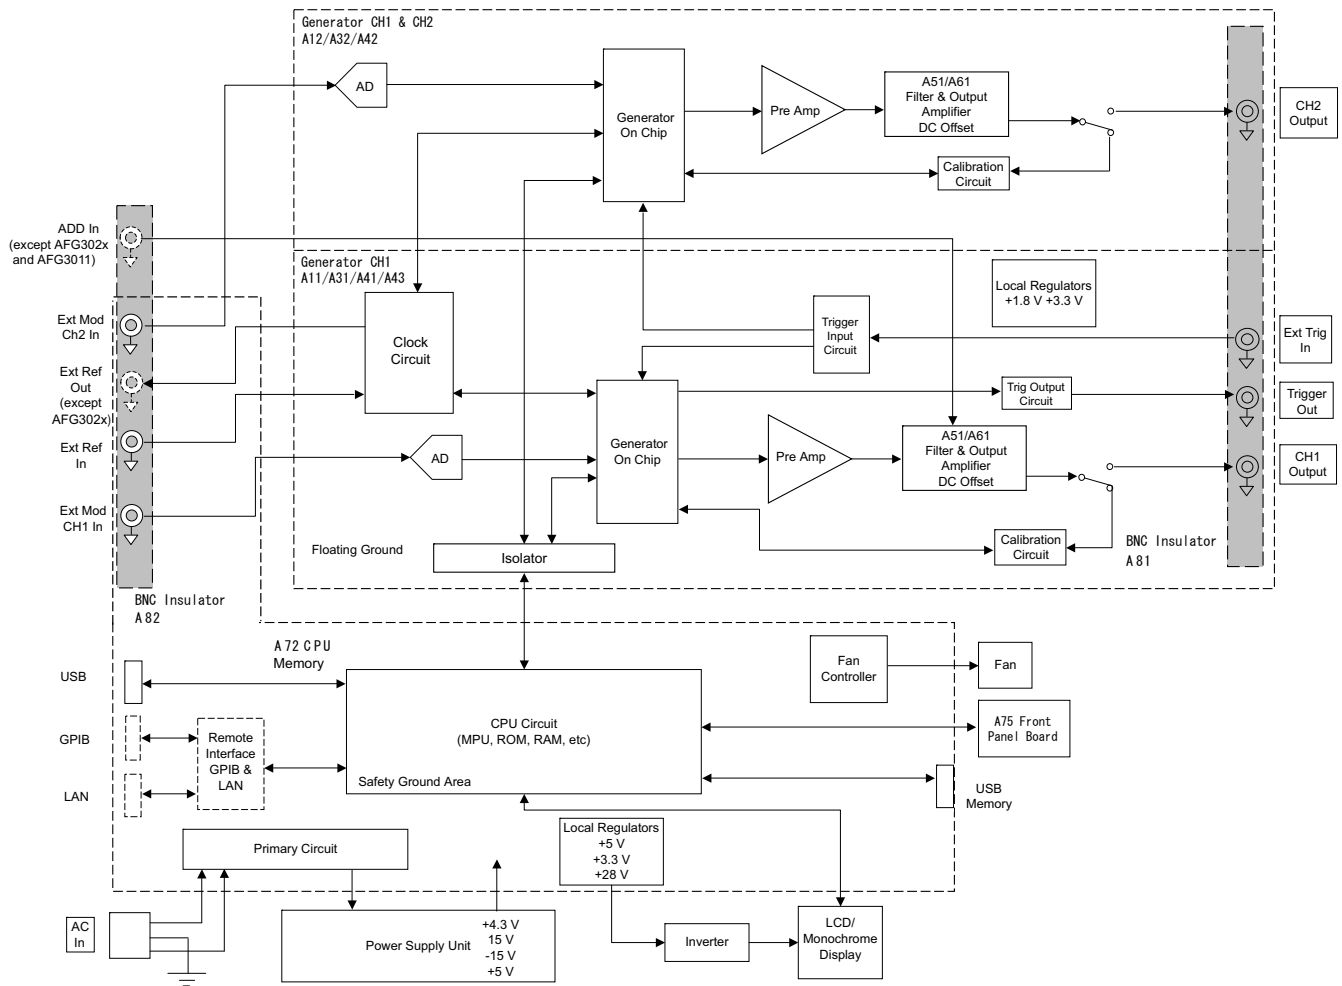 Generator CH1 & CH2
A12/A32/A42
AD
Generator
On Chip
Pre Amp
A51/A61
Filter & Output
Amplifier
DC Offset
Calibration
Circuit
CH2
Output
ADD In
(except AFG302x
and AFG3011)
Generator CH1
A11/A31/A41/A43
Local Regulators
+1.8 V +3.3 V
Ext Mod
Ch2 In
Clock
Circuit
Trigger
Input
Circuit
Ext Trig
In
Ext Ref
Out
(except
AFG302x)
Trig Output
Circuit
Trigger
Out
Ext Ref
In
AD
Generator
On Chip
Pre Amp
A51/A61
Filter & Output
Amplifier
DC Offset
CH1
Output
Ext Mod
CH1 In
Floating Ground
Isolator
Calibration
Circuit
BNC Insulator
A81
BNC Insulator
A82
A72 CPU
Memory
Fan
Controller
Fan
USB
CPU Circuit
(MPU, ROM, RAM, etc)
Safety Ground Area
A75 Front
Panel Board
GPIB
Remote
Interface
GPIB &
LAN
LAN
USB
Memory
Primary Circuit
Local Regulators
+5 V
+3.3 V
+28 V
AC
In
Power Supply Unit
+4.3 V
15 V
-15 V
+5 V
Inverter
LCD/
Monochrome
Display